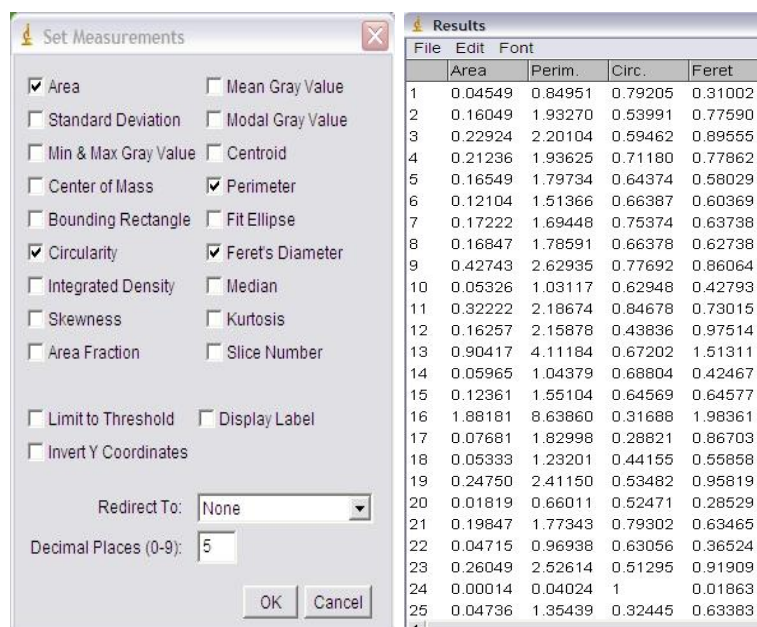 Set Measurements
Area Mean Gray Value
Standard Deviation Modal Gray Value
Min & Max Gray Value Centroid
Center of Mass Perimeter
Bounding Rectangle Fit Ellipse
Circularity Feret's Diameter
Integrated Density Median
Skewness Kurtosis
Area Fraction Slice Number
Limit to Threshold Display Label
Invert Y Coordinates
Redirect To: None
Decimal Places (0-9): 5
OK Cancel
Results
File Edit Font
Area Perim. Circ. Feret
1 0.04549 0.84951 0.79205 0.31002
2 0.16049 1.93270 0.53991 0.77590
3 0.22924 2.20104 0.59462 0.89555
4 0.21236 1.93625 0.71180 0.77862
5 0.16549 1.79734 0.64374 0.58029
6 0.12104 1.51366 0.66387 0.60369
7 0.17222 1.69448 0.75374 0.63738
8 0.16847 1.78591 0.66378 0.62738
9 0.42743 2.62935 0.77692 0.86064
10 0.05326 1.03117 0.62948 0.42793
11 0.32222 2.18674 0.84678 0.73015
12 0.16257 2.15878 0.43836 0.97514
13 0.90417 4.11184 0.67202 1.51311
14 0.05965 1.04379 0.68804 0.42467
15 0.12361 1.55104 0.64569 0.64577
16 1.88181 8.63860 0.31688 1.98361
17 0.07681 1.82998 0.28821 0.86703
18 0.05333 1.23201 0.44155 0.55858
19 0.24750 2.41150 0.53482 0.95819
20 0.01819 0.66011 0.52471 0.28529
21 0.19847 1.77343 0.79302 0.63465
22 0.04715 0.96938 0.63056 0.36524
23 0.26049 2.52614 0.51295 0.91909
24 0.00014 0.04024 1 0.01863
25 0.04736 1.35439 0.32445 0.63383